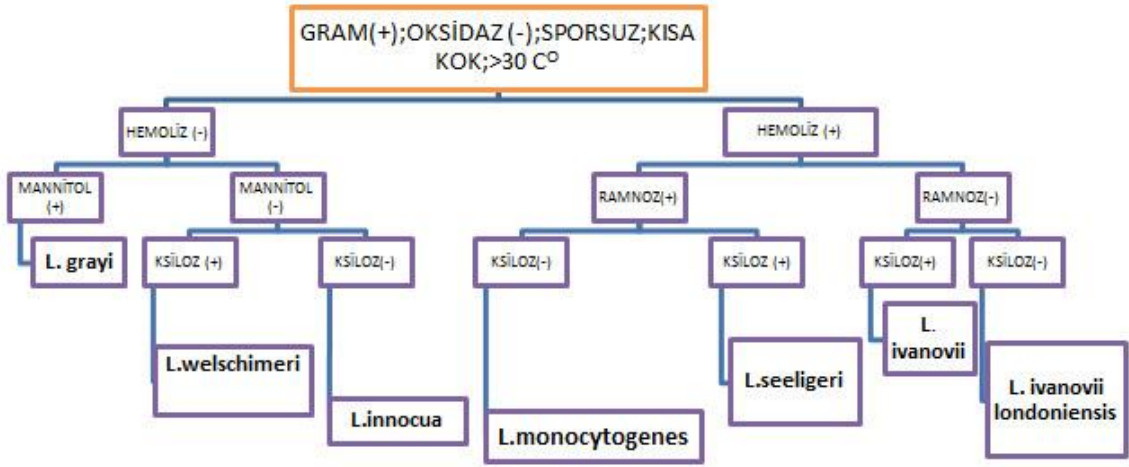 GRAM(+);OKSİDAZ (-);SPORSUZ;KISA
KOK;>30 C⁰
HEMOLİZ (-)
HEMOLİZ (+)
MANNİTOL
(+)
MANNİTOL
(-)
RAMNOZ(+)
RAMNOZ(-)
L. grayi
KSİLOZ (+)
KSİLOZ(-)
KSİLOZ(-)
KSİLOZ (+)
KSİLOZ(+)
KSİLOZ(-)
L.welschimeri
L.innocua
L.monocytogenes
L.seeligeri
L.
ivanovii
L. ivanovii
londoniensis